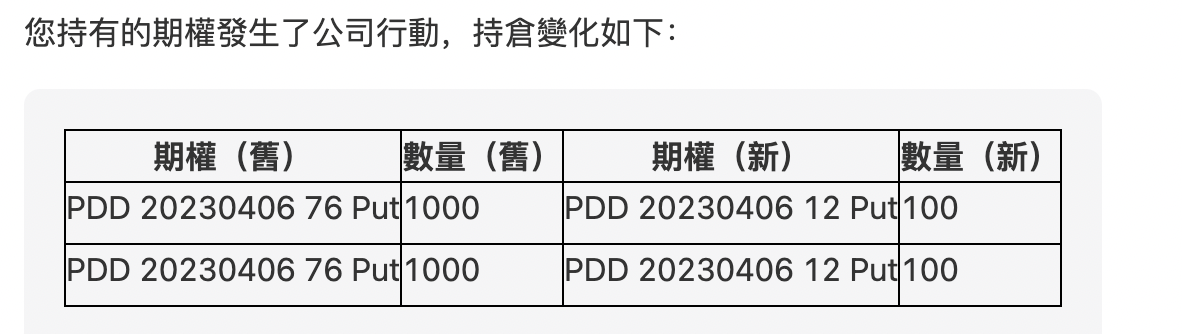 您持有的期權發生了公司行動，持倉變化如下：
期權（舊） 數量（舊） 期權（新） 數量（新）
PDD 20230406 76 Put 1000 PDD 20230406 12 Put 100
PDD 20230406 76 Put 1000 PDD 20230406 12 Put 100